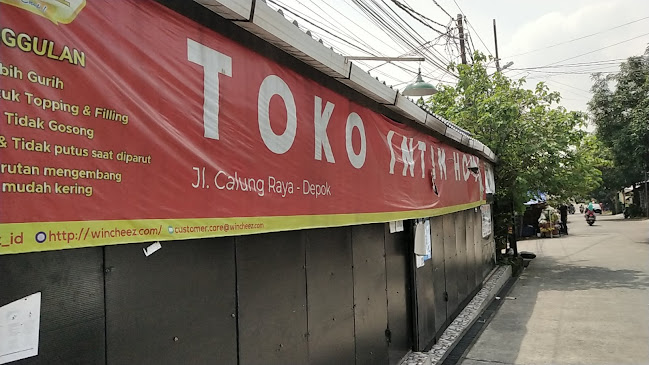 GGULAN
bih Gurih
uk Topping & Filling
Tidak Gosong
& Tidak putus saat diparut
rutan mengembang
mudah kering
TOKO INTIM
Jl. Calung Raya - Depok
_id http://wincheez.com/ customer.care@wincheez.com